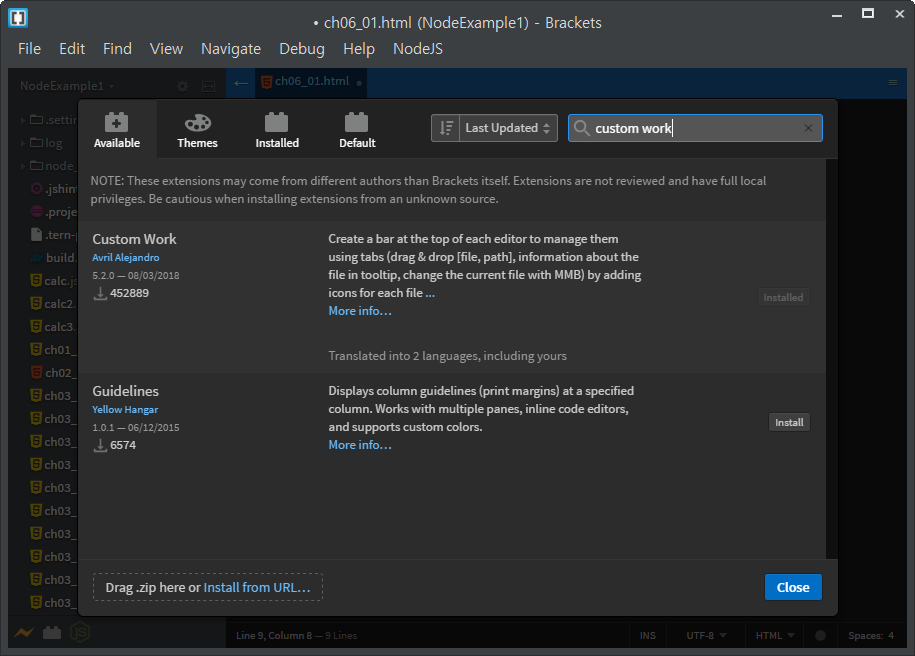 • ch06_01.html (NodeExample1) - Brackets
File Edit Find View Navigate Debug Help NodeJS
NodeExample1
ch06_01.html •
Available Themes Installed Default
Last Updated
custom work
NOTE: These extensions may come from different authors than Brackets itself. Extensions are not reviewed and have full local
privileges. Be cautious when installing extensions from an unknown source.
Custom Work
Avril Alejandro
5.2.0 — 08/03/2018
452889
Create a bar at the top of each editor to manage them
using tabs (drag & drop [file, path], information about the
file in tooltip, change the current file with MMB) by adding
icons for each file ...
More info…
Translated into 2 languages, including yours
Installed
Guidelines
Yellow Hangar
1.0.1 — 06/12/2015
6574
Displays column guidelines (print margins) at a specified
column. Works with multiple panes, inline code editors,
and supports custom colors.
More info…
Install
Drag .zip here or Install from URL…
Close
.settin
log
node_
.jshin
.proje
.tern-p
build.
calc.js
calc2.
calc3.
ch01_
ch02_
ch03_
ch03_
ch03_
ch03_
ch03_
ch03_
ch03_
ch03_
ch03_
ch03_
Line 9, Column 8 — 9 Lines
INS UTF-8 HTML Spaces: 4